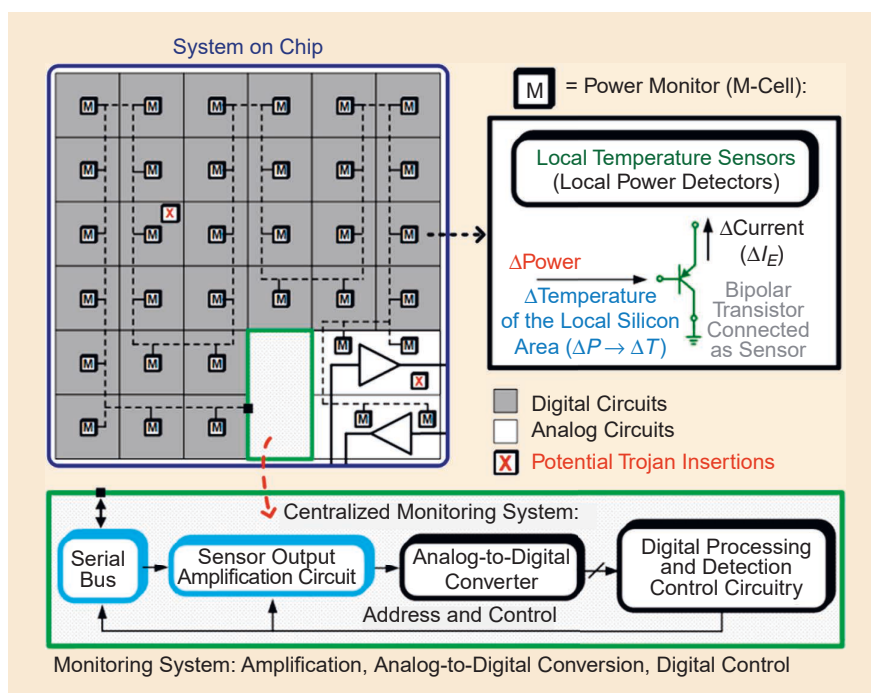 System on Chip
M M M M M M
M M M M M M
X
M M M M M M
M M M M M M
M M
M M M
X
M M
M M M
M = Power Monitor (M-Cell):
Local Temperature Sensors
(Local Power Detectors)
ΔCurrent
(ΔI_E)
ΔPower
ΔTemperature
of the Local Silicon
Area (ΔP → ΔT)
Bipolar
Transistor
Connected
as Sensor
Digital Circuits
Analog Circuits
X Potential Trojan Insertions
Centralized Monitoring System:
Serial
Bus
Sensor Output
Amplification Circuit
Analog-to-Digital
Converter
Digital Processing
and Detection
Control Circuitry
Address and Control
Monitoring System: Amplification, Analog-to-Digital Conversion, Digital Control